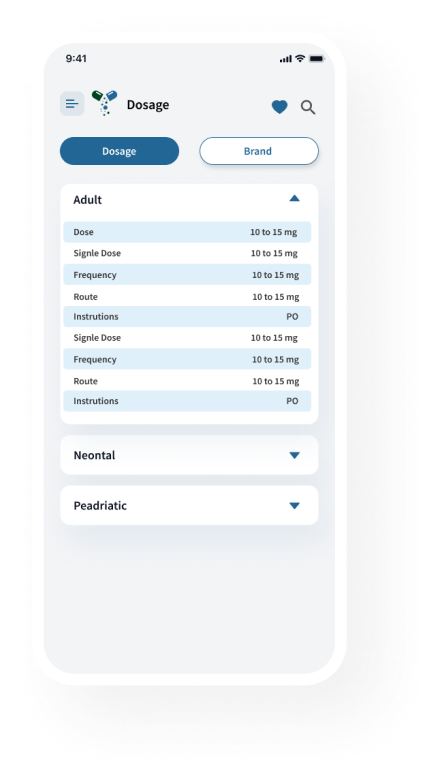 9:41
Dosage
Dosage Brand
Adult
Dose 10 to 15 mg
Signle Dose 10 to 15 mg
Frequency 10 to 15 mg
Route 10 to 15 mg
Instrutions PO
Signle Dose 10 to 15 mg
Frequency 10 to 15 mg
Route 10 to 15 mg
Instrutions PO
Neontal
Peadriatic